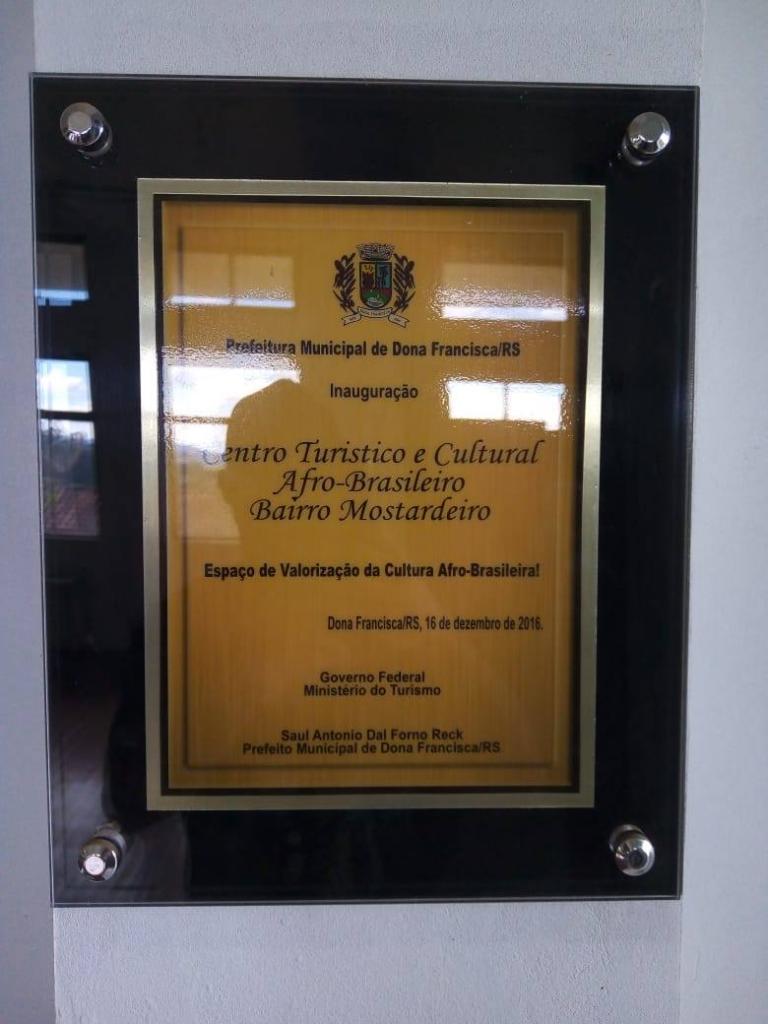 Prefeitura Municipal de Dona Francisca/RS
Inauguração
Centro Turistico e Cultural
Afro-Brasileiro
Bairro Mostardeiro
Espaço de Valorização da Cultura Afro-Brasileira!
Dona Francisca/RS, 16 de dezembro de 2016.
Governo Federal
Ministério do Turismo
Saul Antonio Dal Forno Reck
Prefeito Municipal de Dona Francisca/RS